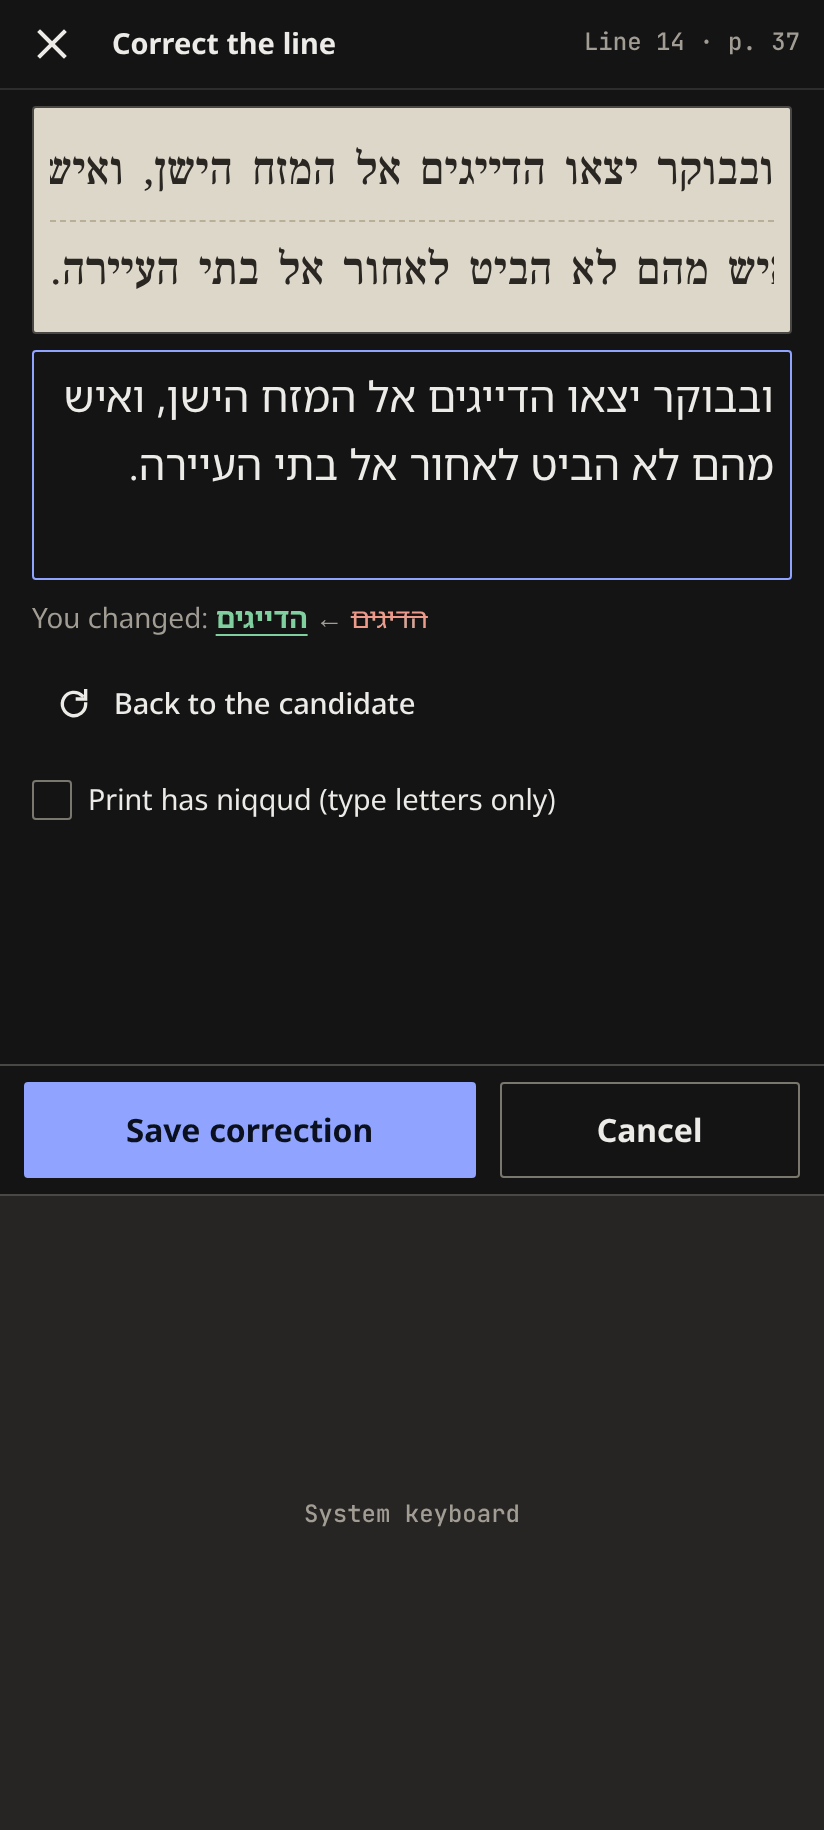 Correct the line
Line 14 · p. 37
ובבוקר יצאו הדייגים אל המזח הישן, ואיש
איש מהם לא הביט לאחור אל בתי העיירה.
ובבוקר יצאו הדייגים אל המזח הישן, ואיש
מהם לא הביט לאחור אל בתי העיירה.
You changed: הדייגים ← הדיגים
Back to the candidate
Print has niqqud (type letters only)
Save correction
Cancel
System keyboard